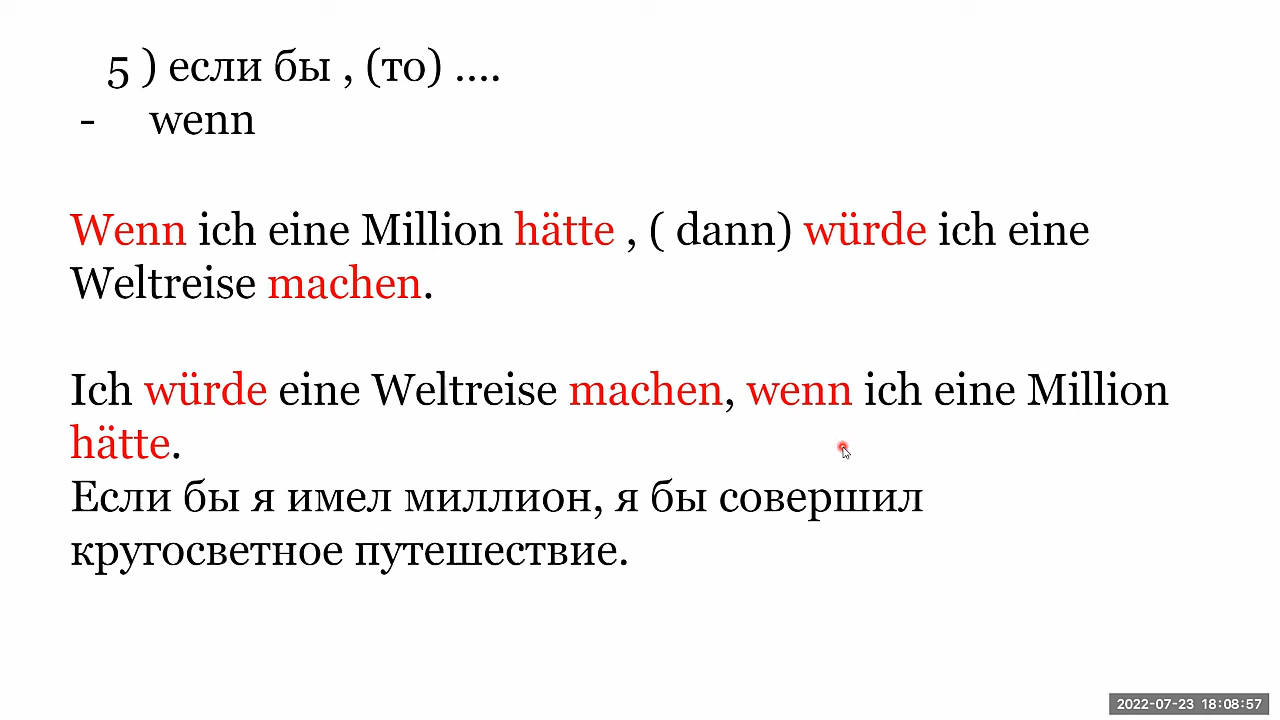 5 ) если бы , (то) ....
- wenn
Wenn ich eine Million hätte , ( dann) würde ich eine
Weltreise machen.
Ich würde eine Weltreise machen, wenn ich eine Million
hätte.
Если бы я имел миллион, я бы совершил
кругосветное путешествие.
2022-07-23 18:08:57